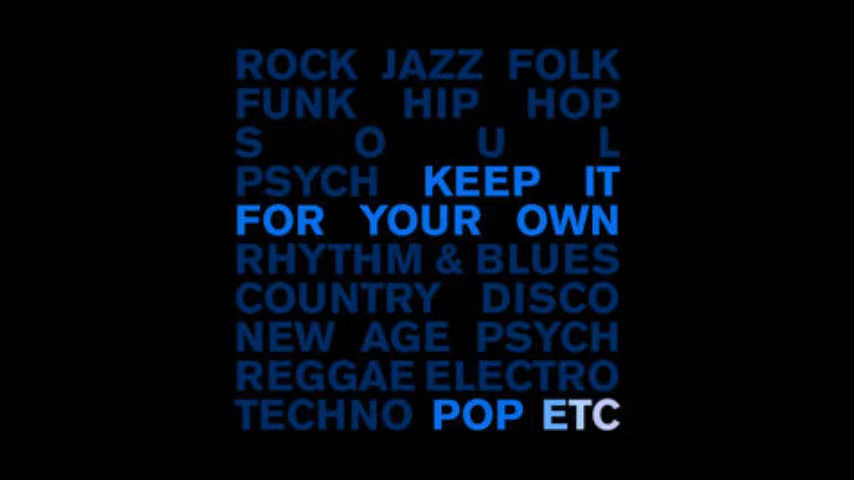 ROCK JAZZ FOLK
FUNK HIP HOP
S O U L
PSYCH KEEP IT
FOR YOUR OWN
RHYTHM & BLUES
COUNTRY DISCO
NEW AGE PSYCH
REGGAE ELECTRO
TECHNO POP ETC